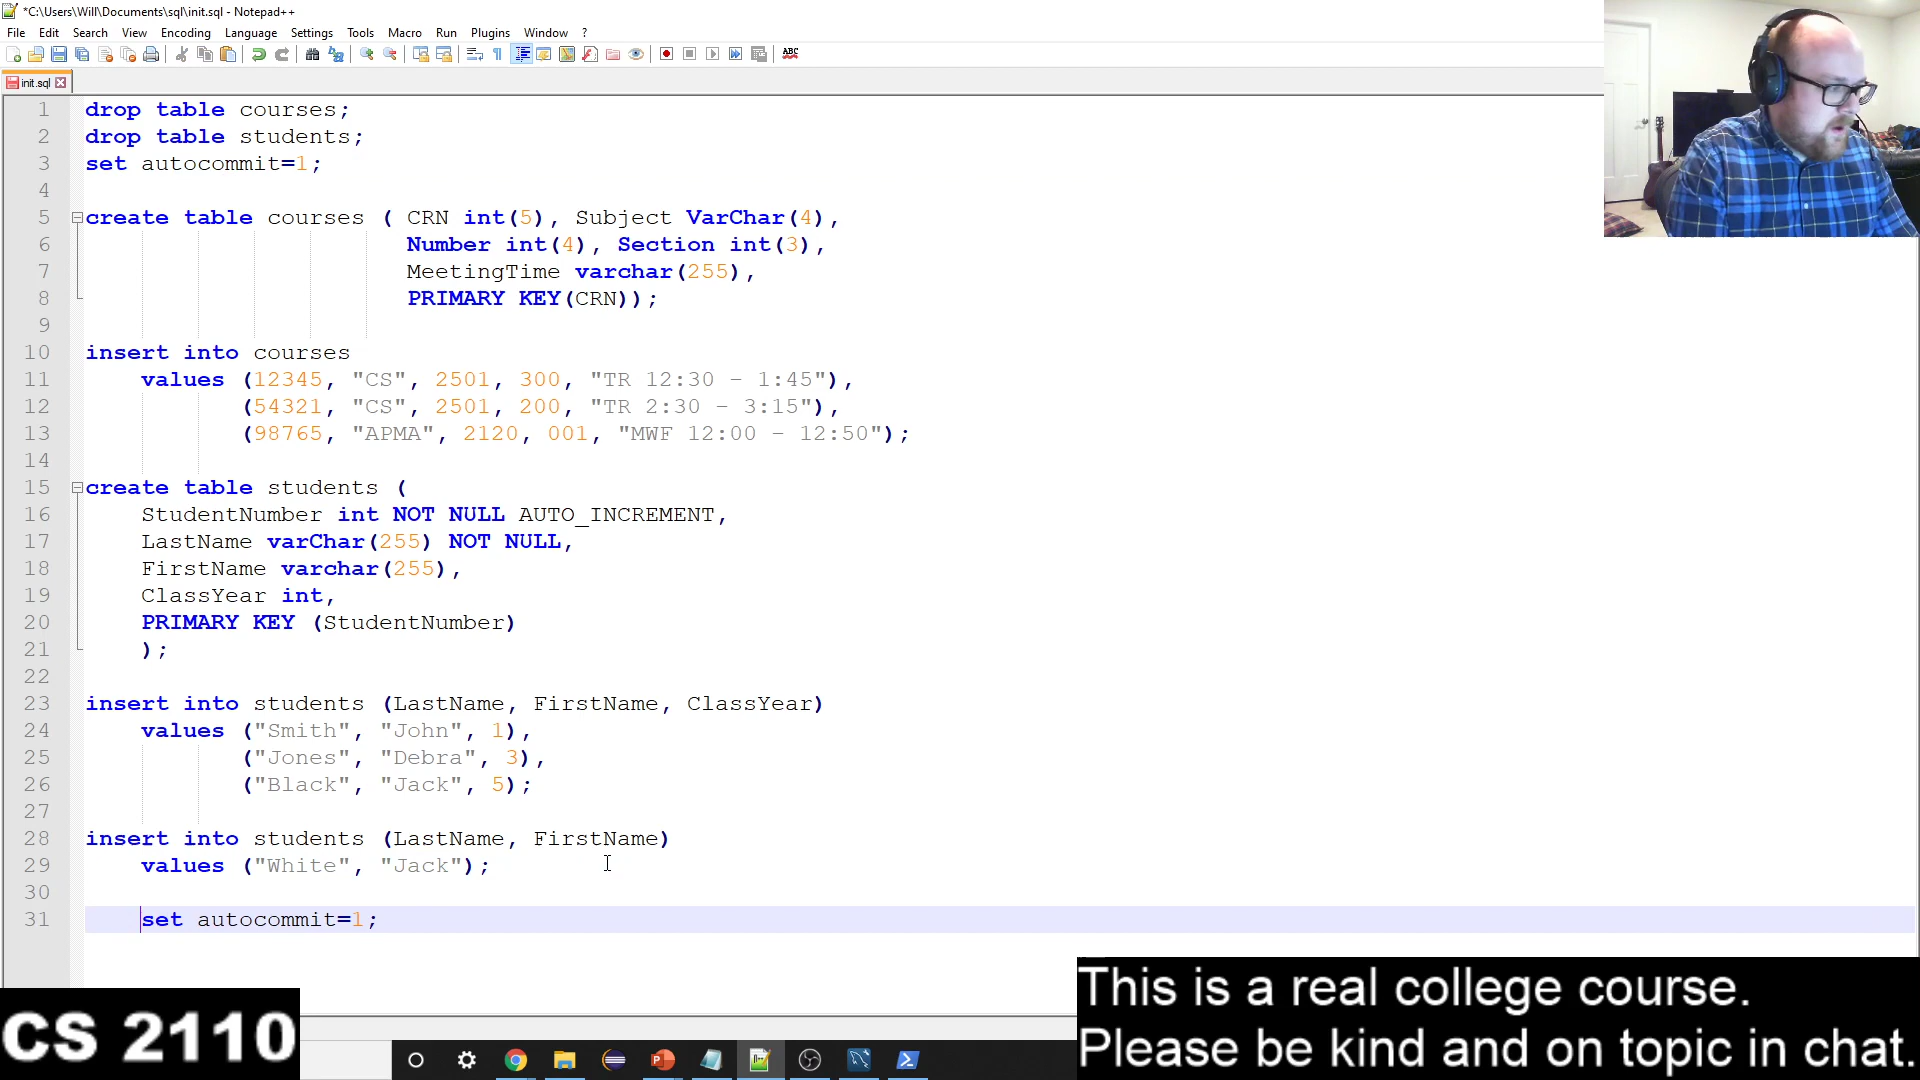 *C:\Users\Will\Documents\sql\init.sql - Notepad++
File Edit Search View Encoding Language Settings Tools Macro Run Plugins Window ?
ABC
init.sql
1 drop table courses;
2 drop table students;
3 set autocommit=1;
4
5 create table courses ( CRN int(5), Subject VarChar(4),
6 Number int(4), Section int(3),
7 MeetingTime varchar(255),
8 PRIMARY KEY(CRN));
9
10 insert into courses
11 values (12345, "CS", 2501, 300, "TR 12:30 - 1:45"),
12 (54321, "CS", 2501, 200, "TR 2:30 - 3:15"),
13 (98765, "APMA", 2120, 001, "MWF 12:00 - 12:50");
14
15 create table students (
16 StudentNumber int NOT NULL AUTO_INCREMENT,
17 LastName varChar(255) NOT NULL,
18 FirstName varchar(255),
19 ClassYear int,
20 PRIMARY KEY (StudentNumber)
21 );
22
23 insert into students (LastName, FirstName, ClassYear)
24 values ("Smith", "John", 1),
25 ("Jones", "Debra", 3),
26 ("Black", "Jack", 5);
27
28 insert into students (LastName, FirstName)
29 values ("White", "Jack");
30
31 set autocommit=1;
CS 2110
This is a real college course.
Please be kind and on topic in chat.